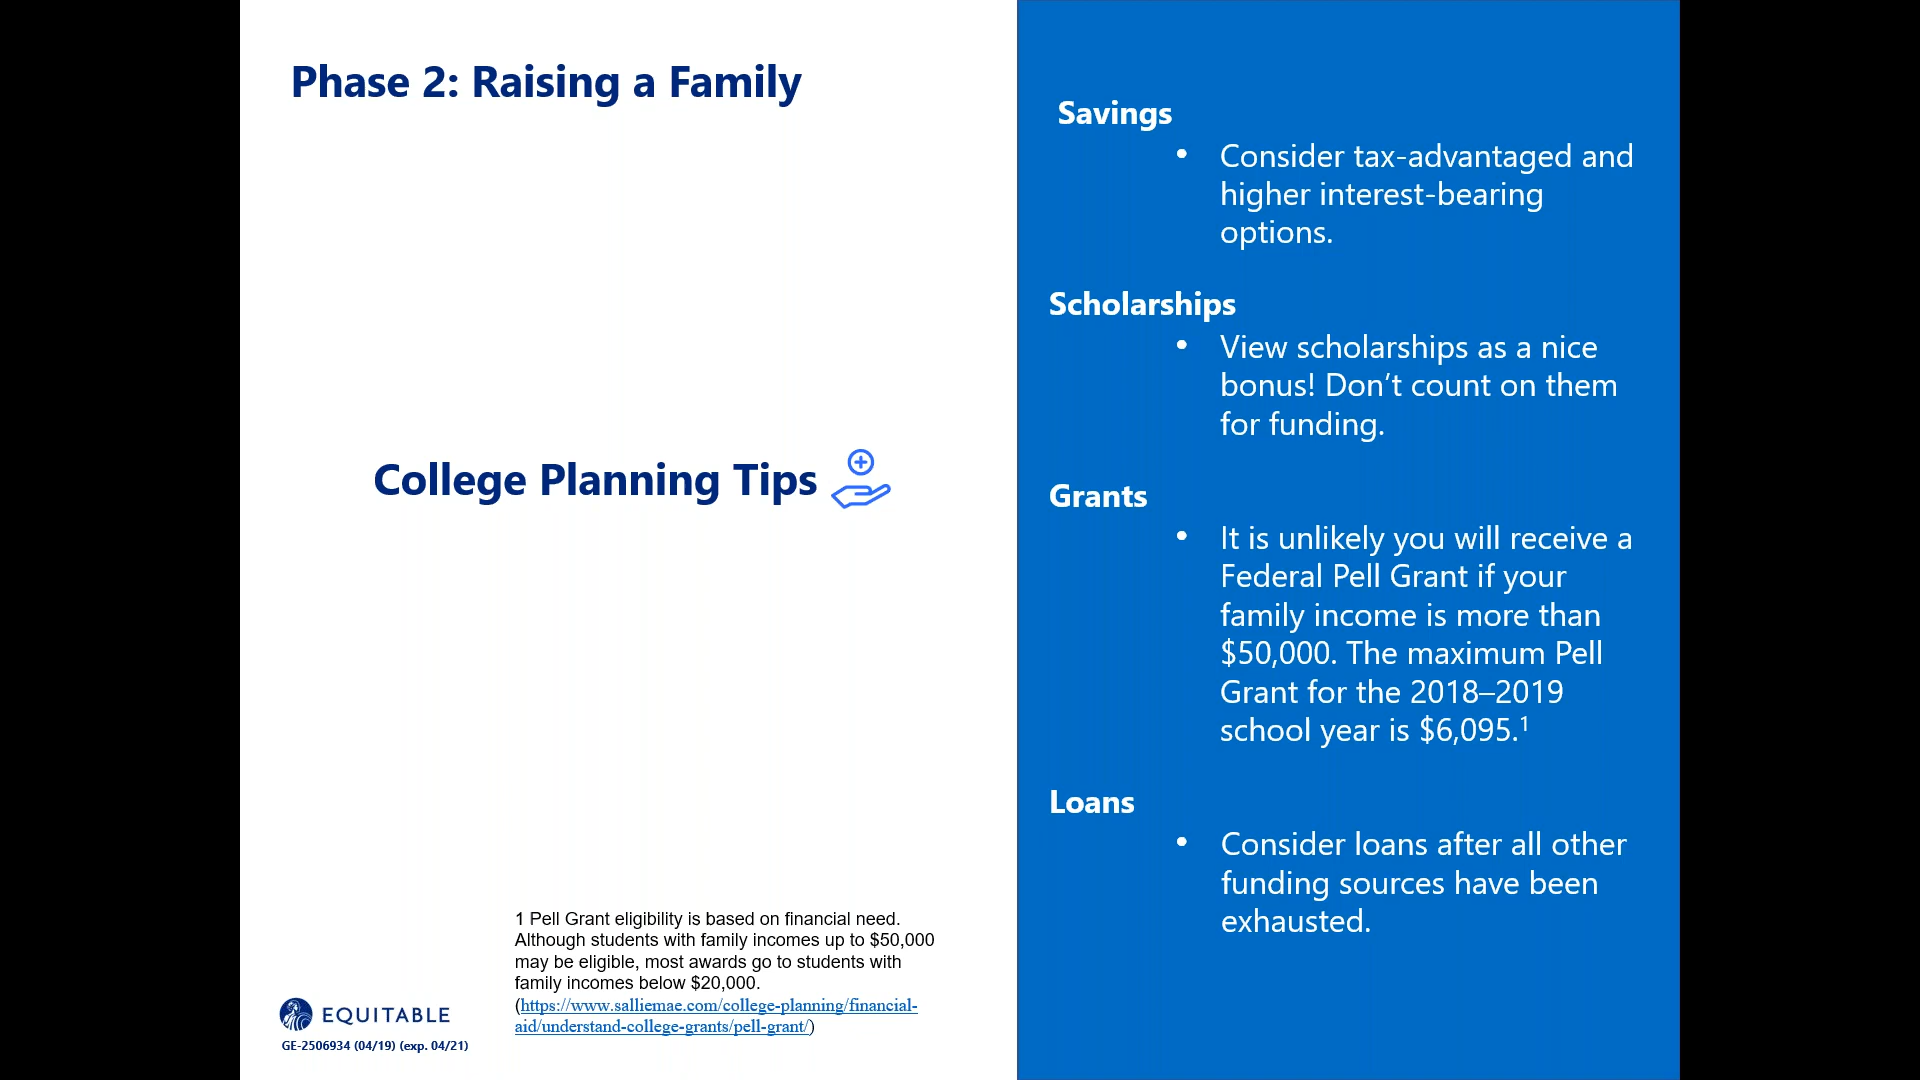 Phase 2: Raising a Family
College Planning Tips
Savings
• Consider tax-advantaged and
higher interest-bearing
options.
Scholarships
• View scholarships as a nice
bonus! Don’t count on them
for funding.
Grants
• It is unlikely you will receive a
Federal Pell Grant if your
family income is more than
$50,000. The maximum Pell
Grant for the 2018–2019
school year is $6,095.¹
Loans
• Consider loans after all other
funding sources have been
exhausted.
1 Pell Grant eligibility is based on financial need.
Although students with family incomes up to $50,000
may be eligible, most awards go to students with
family incomes below $20,000.
(https://www.salliemae.com/college-planning/financial-
aid/understand-college-grants/pell-grant/)
EQUITABLE
GE-2506934 (04/19) (exp. 04/21)